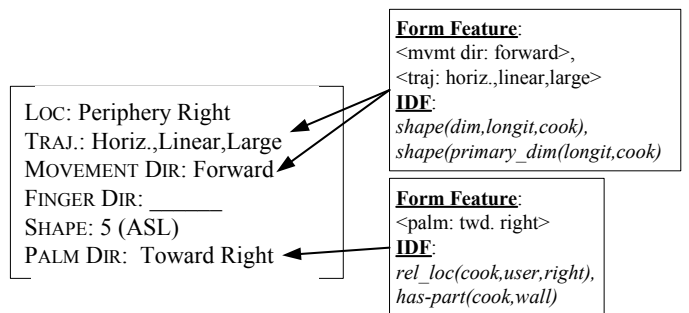 LOC: Periphery Right
TRAJ.: Horiz.,Linear,Large
MOVEMENT DIR: Forward
FINGER DIR: ______
SHAPE: 5 (ASL)
PALM DIR: Toward Right
Form Feature:
<mvmt dir: forward>,
<traj: horiz.,linear,large>
IDF:
shape(dim,longit,cook),
shape(primary_dim(longit,cook)
Form Feature:
<palm: twd. right>
IDF:
rel_loc(cook,user,right),
has-part(cook,wall)